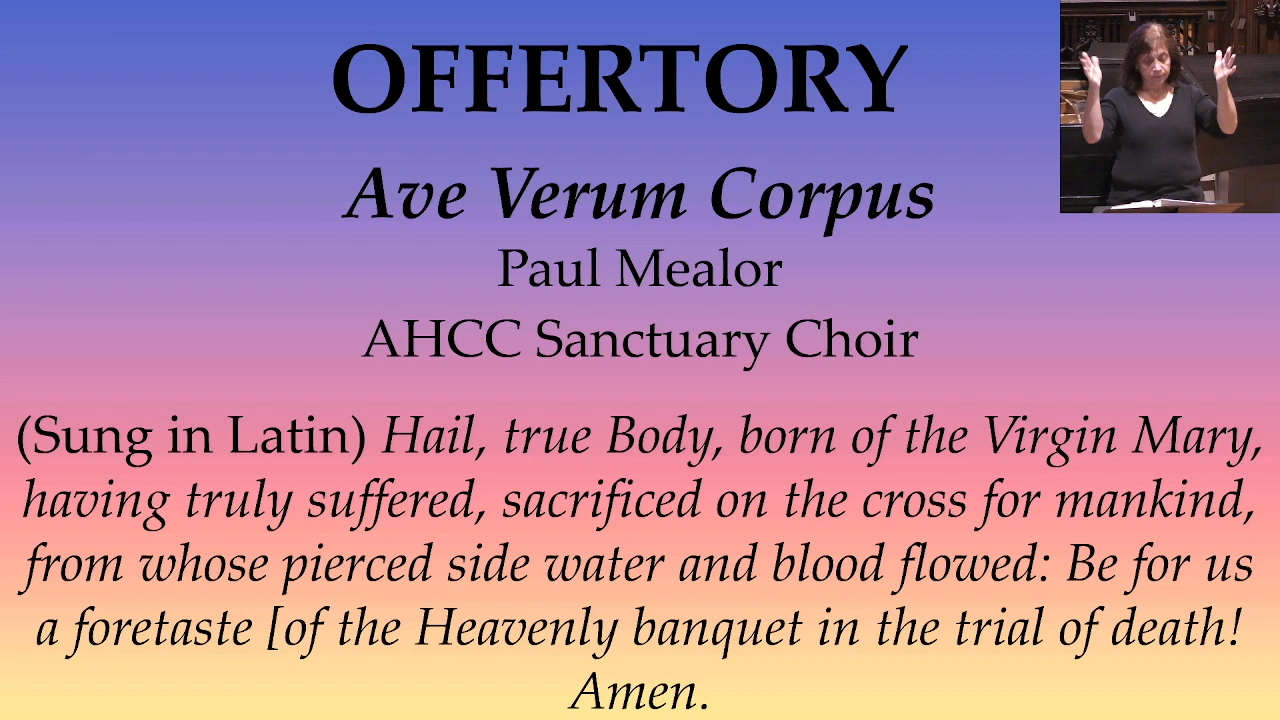 OFFERTORY
Ave Verum Corpus
Paul Mealor
AHCC Sanctuary Choir
(Sung in Latin) Hail, true Body, born of the Virgin Mary,
having truly suffered, sacrificed on the cross for mankind,
from whose pierced side water and blood flowed: Be for us
a foretaste [of the Heavenly banquet in the trial of death!
Amen.